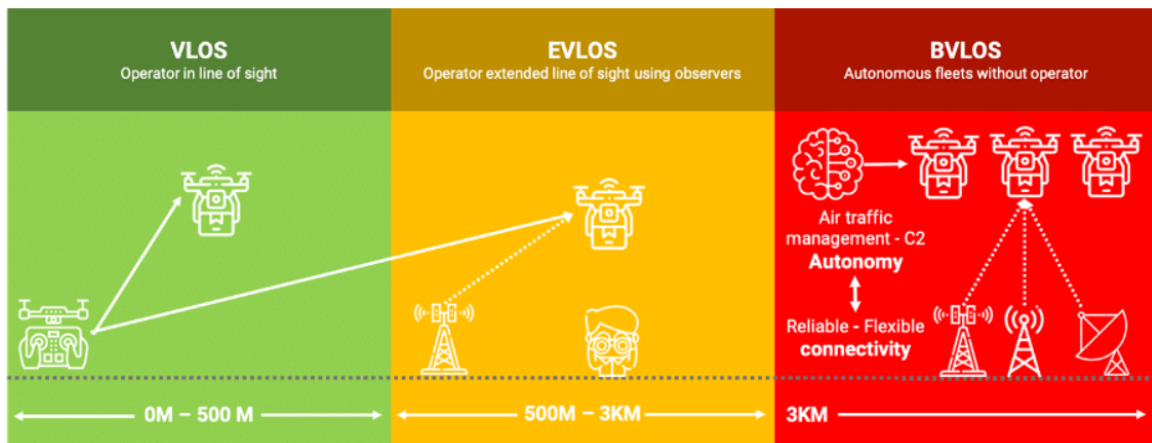 VLOS
Operator in line of sight
EVLOS
Operator extended line of sight using observers
BVLOS
Autonomous fleets without operator
Air traffic
management - C2
Autonomy
Reliable - Flexible
connectivity
0M – 500 M
500M – 3KM
3KM